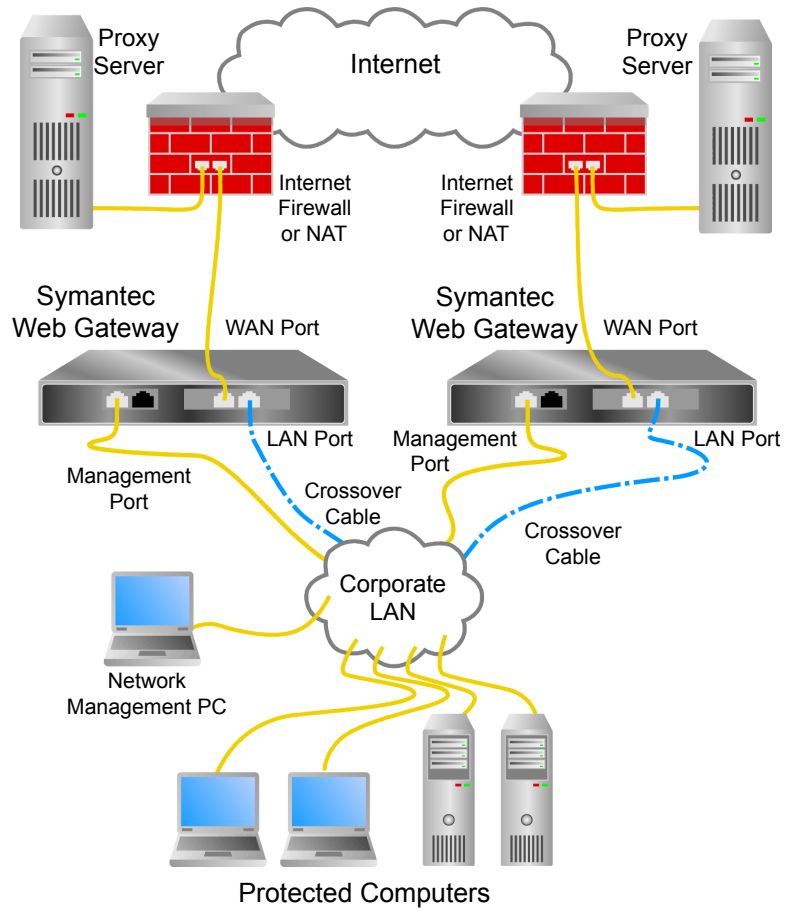 Proxy
Server
Internet
Proxy
Server
Internet
Firewall
or NAT
Internet
Firewall
or NAT
Symantec
Web Gateway
WAN Port
Symantec
Web Gateway
WAN Port
LAN Port
Management
Port
Management
Port
LAN Port
Crossover
Cable
Crossover
Cable
Corporate
LAN
Network
Management PC
Protected Computers